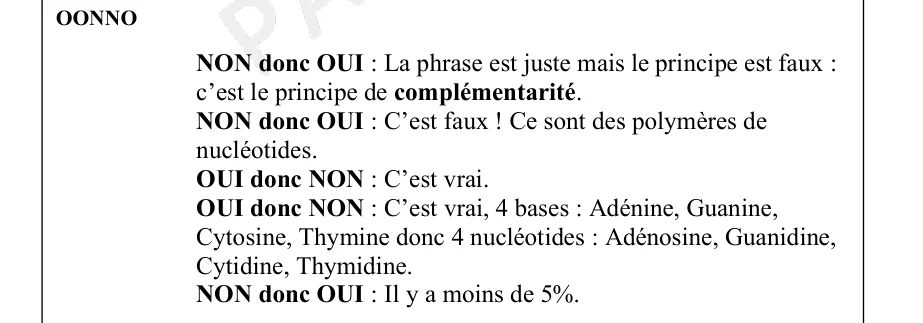 OONNO
NON donc OUI : La phrase est juste mais le principe est faux :
c’est le principe de complémentarité.
NON donc OUI : C’est faux ! Ce sont des polymères de
nucléotides.
OUI donc NON : C’est vrai.
OUI donc NON : C’est vrai, 4 bases : Adénine, Guanine,
Cytosine, Thymine donc 4 nucléotides : Adénosine, Guanidine,
Cytidine, Thymidine.
NON donc OUI : Il y a moins de 5%.